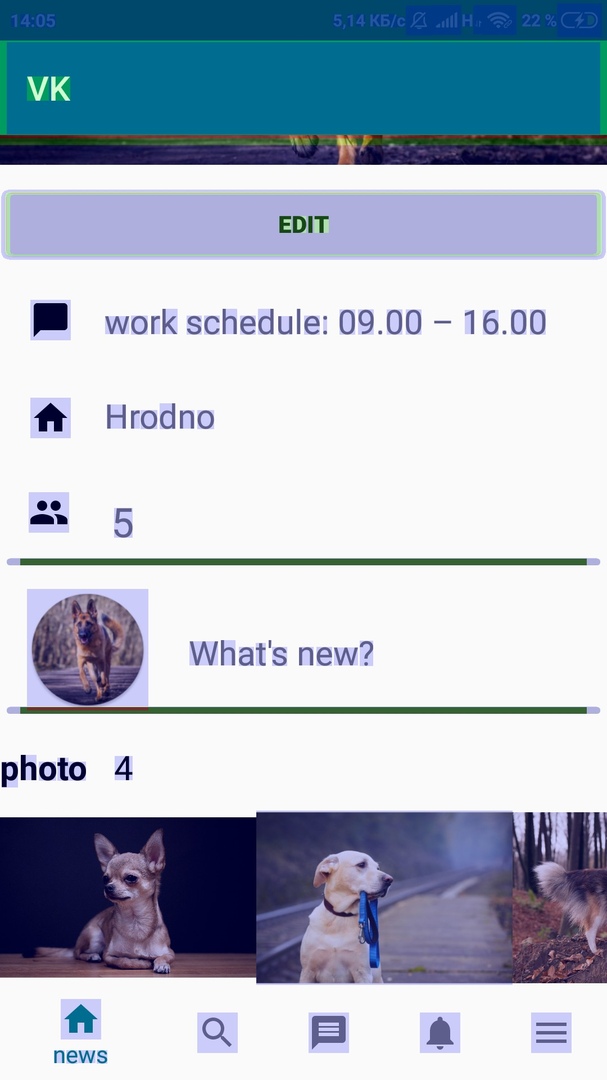 14:05 5,14 КБ/с H 22 %
VK
EDIT
work schedule: 09.00 – 16.00
Hrodno
5
What's new?
photo 4
news